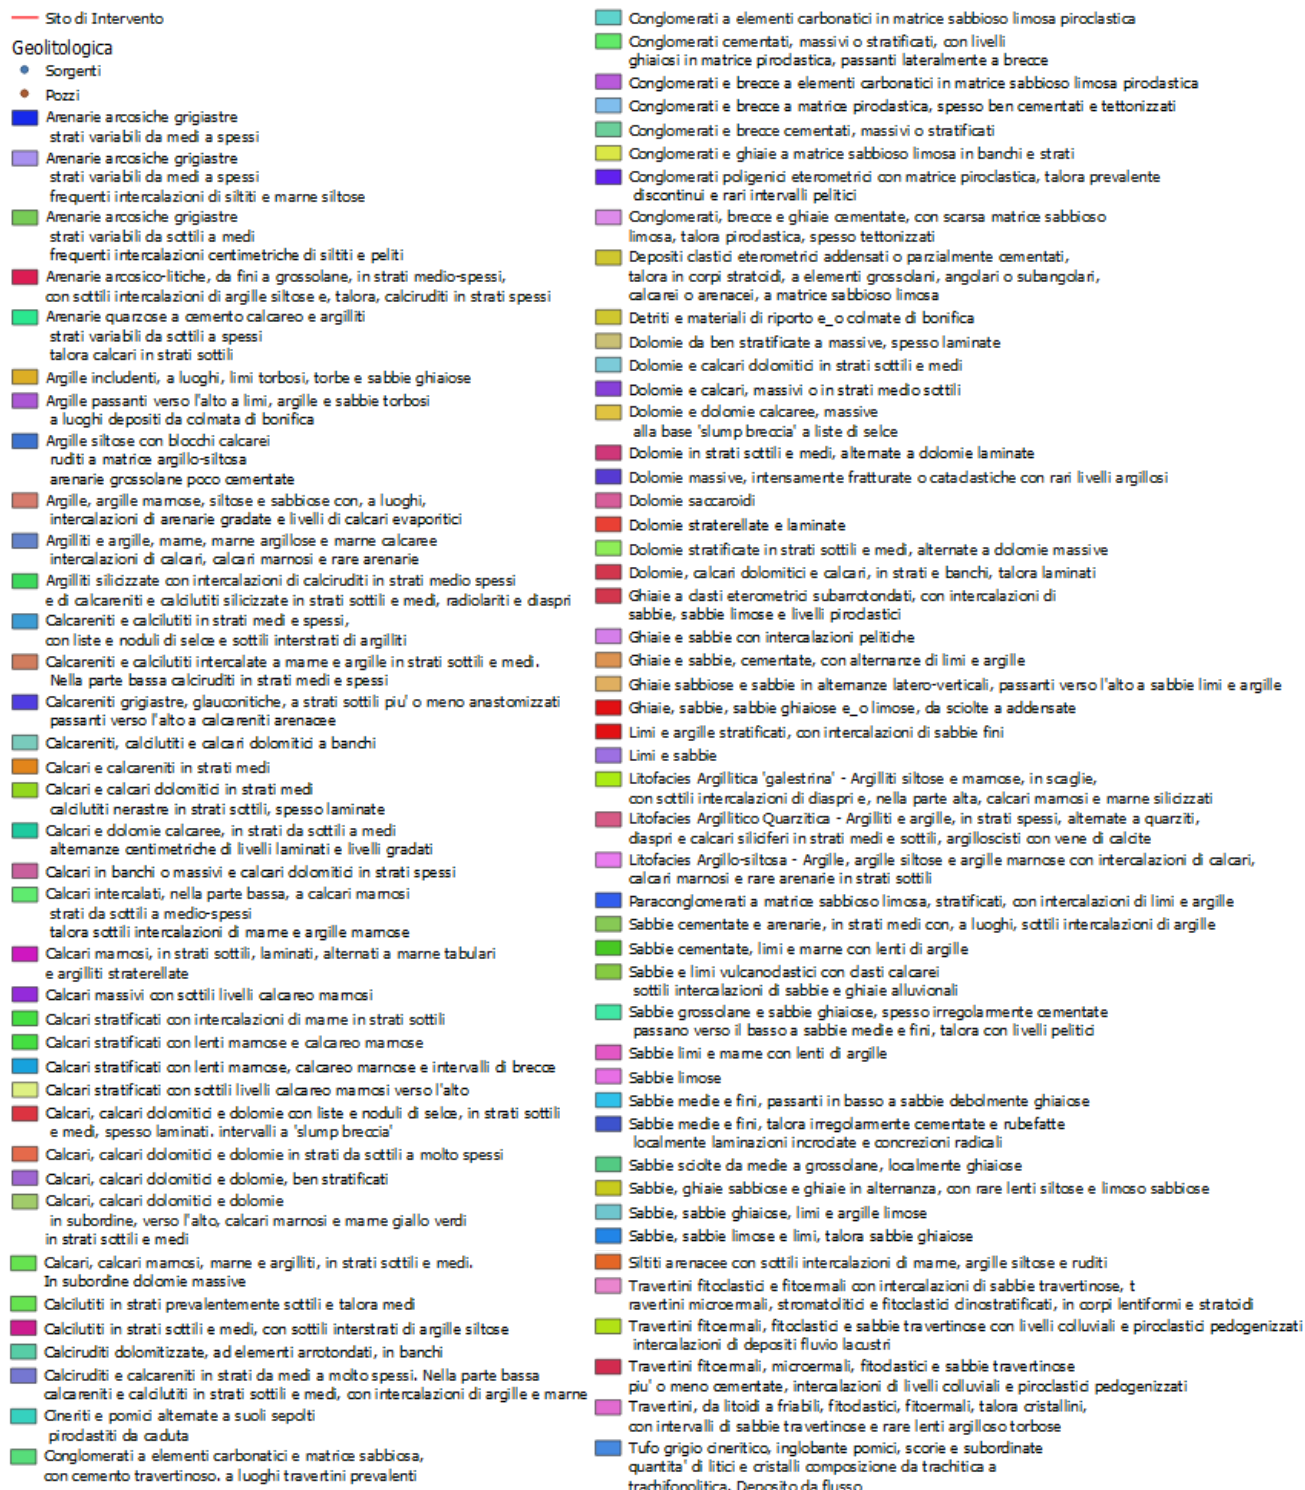 Sito di Intervento
Geolitologica
Sorgenti
Pozzi
Arenarie arcosiche grigiastre
strati variabili da medi a spessi
Arenarie arcosiche grigiastre
strati variabili da medi a spessi
frequenti intercalazioni di siltiti e marne siltose
Arenarie arcosiche grigiastre
strati variabili da sottili a medi
frequenti intercalazioni centimetriche di siltiti e peliti
Arenarie arcosico-litiche, da fini a grossolane, in strati medio-spessi,
con sottili intercalazioni di argille siltose e, talora, calciruditi in strati spessi
Arenarie quarzose a cemento calcareo e argilliti
strati variabili da sottili a spessi
talora calcari in strati sottili
Argille includenti, a luoghi, limi torbosi, torbe e sabbie ghiaiose
Argille passanti verso l'alto a limi, argille e sabbie torbosi
a luoghi depositi da colmata di bonifica
Argille siltose con blocchi calcarei
ruditi a matrice argillo-siltosa
arenarie grossolane poco cementate
Argille, argille marnose, siltose e sabbiose con, a luoghi,
intercalazioni di arenarie gradate e livelli di calcari evaporitici
Argilliti e argille, marne, marne argillose e marne calcaree
intercalazioni di calcari, calcari marnosi e rare arenarie
Argilliti silicizzate con intercalazioni di calciruditi in strati medio spessi
e di calcareniti e calcilutiti silicizzate in strati sottili e medi, radiolariti e diaspri
Calcareniti e calcilutiti in strati medi e spessi,
con liste e noduli di selce e sottili interstrati di argilliti
Calcareniti e calcilutiti intercalate a marne e argille in strati sottili e medi.
Nella parte bassa calciruditi in strati medi e spessi
Calcareniti grigiastre, glauconitiche, a strati sottili piu' o meno anastomizzati
passanti verso l'alto a calcareniti arenacee
Calcareniti, calcilutiti e calcari dolomitici a banchi
Calcari e calcareniti in strati medi
Calcari e calcari dolomitici in strati medi
calcilutiti nerastre in strati sottili, spesso laminate
Calcari e dolomie calcaree, in strati da sottili a medi
alternanze centimetriche di livelli laminati e livelli gradati
Calcari in banchi o massivi e calcari dolomitici in strati spessi
Calcari intercalati, nella parte bassa, a calcari marnosi
strati da sottili a medio-spessi
talora sottili intercalazioni di marne e argille marnose
Calcari marnosi, in strati sottili, laminati, alternati a marne tabulari
e argilliti straterellate
Calcari massivi con sottili livelli calcareo marnosi
Calcari stratificati con intercalazioni di marne in strati sottili
Calcari stratificati con lenti marnose e calcareo marnose
Calcari stratificati con lenti marnose, calcareo marnose e intervalli di brecce
Calcari stratificati con sottili livelli calcareo marnosi verso l'alto
Calcari, calcari dolomitici e dolomie con liste e noduli di selce, in strati sottili
e medi, spesso laminati. intervalli a 'slump breccia'
Calcari, calcari dolomitici e dolomie in strati da sottili a molto spessi
Calcari, calcari dolomitici e dolomie, ben stratificati
Calcari, calcari dolomitici e dolomie
in subordine, verso l'alto, calcari marnosi e marne giallo verdi
in strati sottili e medi
Calcari, calcari marnosi, marne e argilliti, in strati sottili e medi.
In subordine dolomie massive
Calcilutiti in strati prevalentemente sottili e talora medi
Calcilutiti in strati sottili e medi, con sottili interstrati di argille siltose
Calciruditi dolomitizzate, ad elementi arrotondati, in banchi
Calciruditi e calcareniti in strati da medi a molto spessi. Nella parte bassa
calcareniti e calcilutiti in strati sottili e medi, con intercalazioni di argille e marne
Cineriti e pomici alternate a suoli sepolti
piroclastiti da caduta
Conglomerati a elementi carbonatici e matrice sabbiosa,
con cemento travertinoso. a luoghi travertini prevalenti
Conglomerati a elementi carbonatici in matrice sabbioso limosa piroclastica
Conglomerati cementati, massivi o stratificati, con livelli
ghiaiosi in matrice piroclastica, passanti lateralmente a brecce
Conglomerati e brecce a elementi carbonatici in matrice sabbioso limosa piroclastica
Conglomerati e brecce a matrice piroclastica, spesso ben cementati e tettonizzati
Conglomerati e brecce cementati, massivi o stratificati
Conglomerati e ghiaie a matrice sabbioso limosa in banchi e strati
Conglomerati poligenici eterometrici con matrice piroclastica, talora prevalente
discontinui e rari intervalli pelitici
Conglomerati, brecce e ghiaie cementate, con scarsa matrice sabbioso
limosa, talora piroclastica, spesso tettonizzati
Depositi clastici eterometrici addensati o parzialmente cementati,
talora in corpi stratoidi, a elementi grossolani, angolari o subangolari,
calcarei o arenacei, a matrice sabbioso limosa
Detriti e materiali di riporto e_o colmate di bonifica
Dolomie da ben stratificate a massive, spesso laminate
Dolomie e calcari dolomitici in strati sottili e medi
Dolomie e calcari, massivi o in strati medio sottili
Dolomie e dolomie calcaree, massive
alla base 'slump breccia' a liste di selce
Dolomie in strati sottili e medi, alternate a dolomie laminate
Dolomie massive, intensamente fratturate o cataclastiche con rari livelli argillosi
Dolomie saccaroidi
Dolomie straterellate e laminate
Dolomie stratificate in strati sottili e medi, alternate a dolomie massive
Dolomie, calcari dolomitici e calcari, in strati e banchi, talora laminati
Ghiaie a clasti eterometrici subarrotondati, con intercalazioni di
sabbie, sabbie limose e livelli piroclastici
Ghiaie e sabbie con intercalazioni pelitiche
Ghiaie e sabbie, cementate, con alternanze di limi e argille
Ghiaie sabbiose e sabbie in alternanze latero-verticali, passanti verso l'alto a sabbie limi e argille
Ghiaie, sabbie, sabbie ghiaiose e_o limose, da sciolte a addensate
Limi e argille stratificati, con intercalazioni di sabbie fini
Limi e sabbie
Litofacies Argillitica 'galestrina' - Argilliti siltose e marnose, in scaglie,
con sottili intercalazioni di diaspri e, nella parte alta, calcari marnosi e marne silicizzati
Litofacies Argillitico Quarzitica - Argilliti e argille, in strati spessi, alternate a quarziti,
diaspri e calcari siliciferi in strati medi e sottili, argilloscisti con vene di calcite
Litofacies Argillo-siltosa - Argille, argille siltose e argille marnose con intercalazioni di calcari,
calcari marnosi e rare arenarie in strati sottili
Paraconglomerati a matrice sabbioso limosa, stratificati, con intercalazioni di limi e argille
Sabbie cementate e arenarie, in strati medi con, a luoghi, sottili intercalazioni di argille
Sabbie cementate, limi e marne con lenti di argille
Sabbie e limi vulcanoclastici con clasti calcarei
sottili intercalazioni di sabbie e ghiaie alluvionali
Sabbie grossolane e sabbie ghiaiose, spesso irregolarmente cementate
passano verso il basso a sabbie medie e fini, talora con livelli pelitici
Sabbie limi e marne con lenti di argille
Sabbie limose
Sabbie medie e fini, passanti in basso a sabbie debolmente ghiaiose
Sabbie medie e fini, talora irregolarmente cementate e rubefatte
localmente laminazioni incrociate e concrezioni radicali
Sabbie sciolte da medie a grossolane, localmente ghiaiose
Sabbie, ghiaie sabbiose e ghiaie in alternanza, con rare lenti siltose e limoso sabbiose
Sabbie, sabbie ghiaiose, limi e argille limose
Sabbie, sabbie limose e limi, talora sabbie ghiaiose
Siltiti arenacee con sottili intercalazioni di marne, argille siltose e ruditi
Travertini fitoclastici e fitoermali con intercalazioni di sabbie travertinose, t
ravertini microermali, stromatolitici e fitoclastici clinostratificati, in corpi lentiformi e stratoidi
Travertini fitoermali, fitoclastici e sabbie travertinose con livelli colluviali e piroclastici pedogenizzati
intercalazioni di depositi fluvio lacustri
Travertini fitoermali, microermali, fitoclastici e sabbie travertinose
piu' o meno cementate, intercalazioni di livelli colluviali e piroclastici pedogenizzati
Travertini, da litoidi a friabili, fitoclastici, fitoermali, talora cristallini,
con intervalli di sabbie travertinose e rare lenti argilloso torbose
Tufo grigio cineritico, inglobante pomici, scorie e subordinate
quantita' di litici e cristalli composizione da trachitica a
trachifonolitica. Deposito da flusso